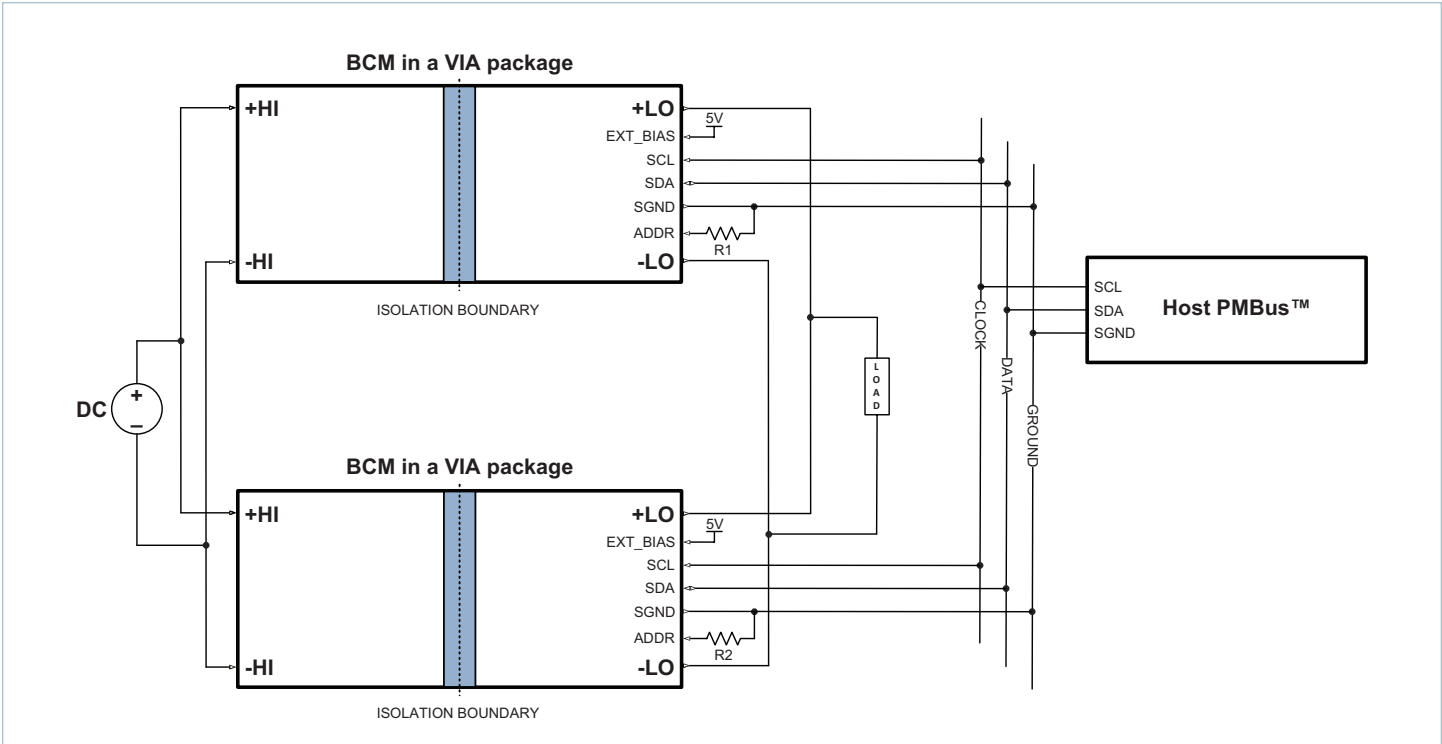 BCM in a VIA package
+HI
-HI
+LO
5V
EXT_BIAS
SCL
SDA
SGND
ADDR
R1
-LO
ISOLATION BOUNDARY
DC
+
−
LOAD
CLOCK
DATA
GROUND
SCL
SDA
SGND
Host PMBus™
BCM in a VIA package
+HI
-HI
+LO
5V
EXT_BIAS
SCL
SDA
SGND
ADDR
R2
-LO
ISOLATION BOUNDARY